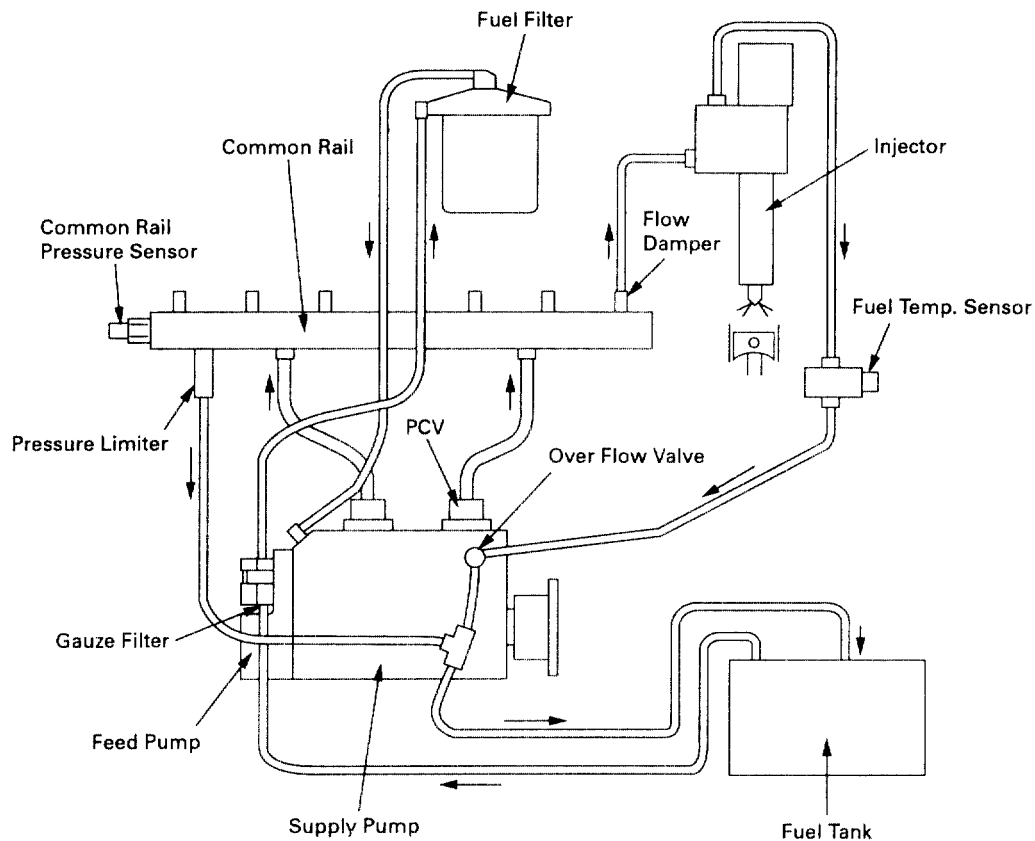 Fuel Filter
Common Rail
Injector
Common Rail
Pressure Sensor
Flow
Damper
Fuel Temp. Sensor
Pressure Limiter
PCV
Over Flow Valve
Gauze Filter
Feed Pump
Supply Pump
Fuel Tank